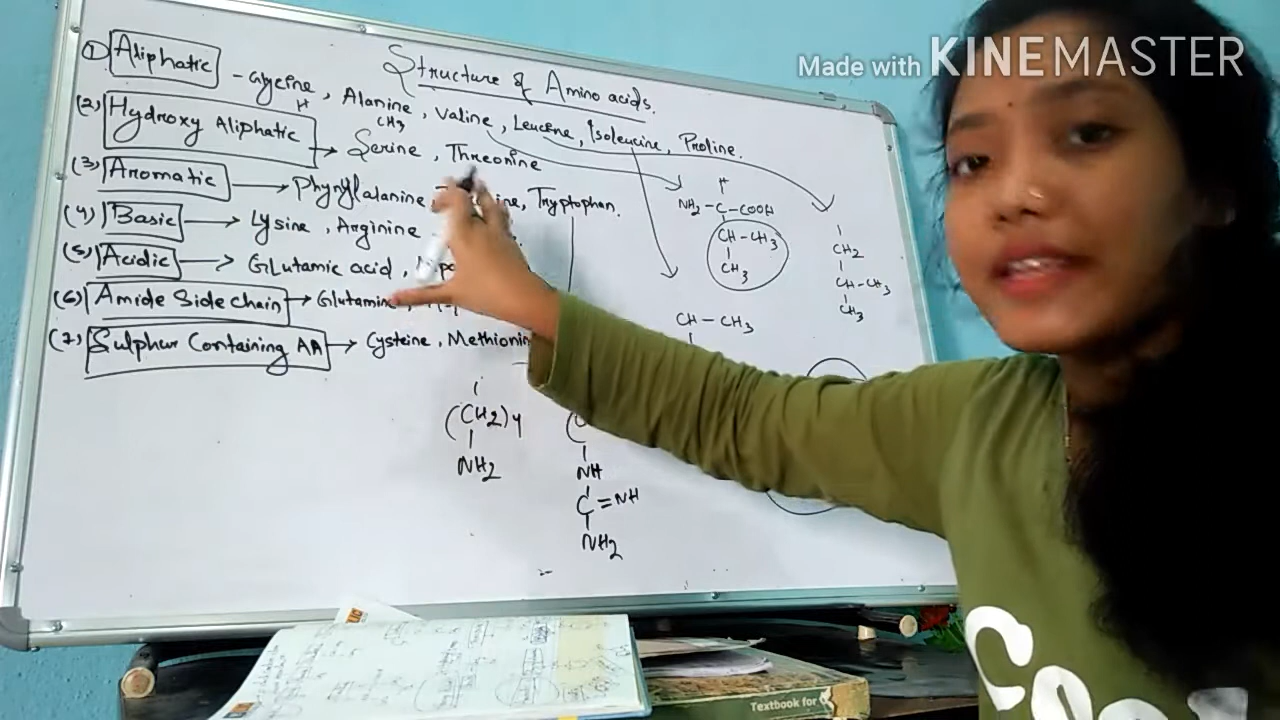 Made with KINEMASTER
Structure of Amino acids.
(1) Aliphatic - Glycine, Alanine, Valine, Leucine, Isoleucine, Proline.
H CH3
(2) Hydroxy Aliphatic → Serine, Threonine
(3) Aromatic → Phynylalanine, Tryptophan.
(4) Basic → Lysine, Arginine
(5) Acidic → Glutamic acid,
(6) Amide Side chain → Glutamine,
(7) Sulphur Containing AA → Cysteine, Methionin
H
NH2-C-COOH
CH-CH3
CH3
CH2
CH-CH3
CH3
CH-CH3
(CH2)4
NH2
(C
NH
C=NH
NH2
Textbook for